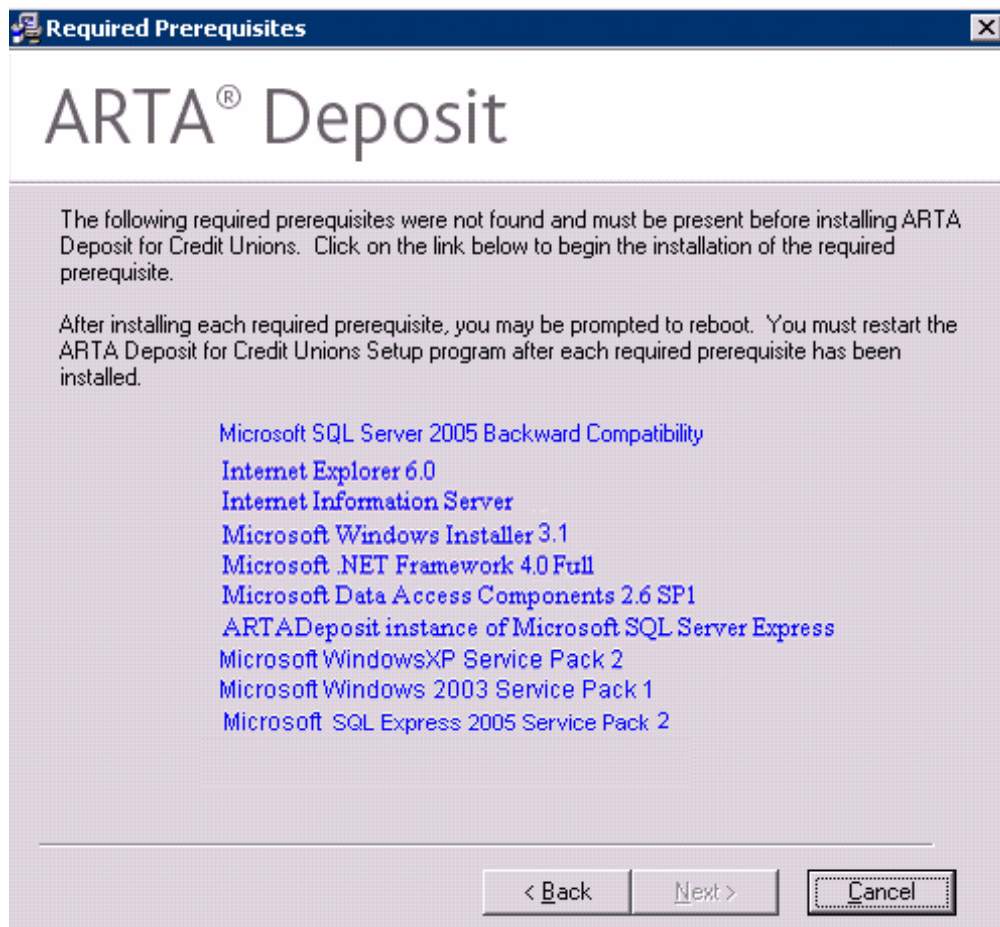 Required Prerequisites
ARTA® Deposit
The following required prerequisites were not found and must be present before installing ARTA
Deposit for Credit Unions. Click on the link below to begin the installation of the required
prerequisite.
After installing each required prerequisite, you may be prompted to reboot. You must restart the
ARTA Deposit for Credit Unions Setup program after each required prerequisite has been
installed.
Microsoft SQL Server 2005 Backward Compatibility
Internet Explorer 6.0
Internet Information Server
Microsoft Windows Installer 3.1
Microsoft .NET Framework 4.0 Full
Microsoft Data Access Components 2.6 SP1
ARTADeposit instance of Microsoft SQL Server Express
Microsoft WindowsXP Service Pack 2
Microsoft Windows 2003 Service Pack 1
Microsoft SQL Express 2005 Service Pack 2
< Back Next > Cancel